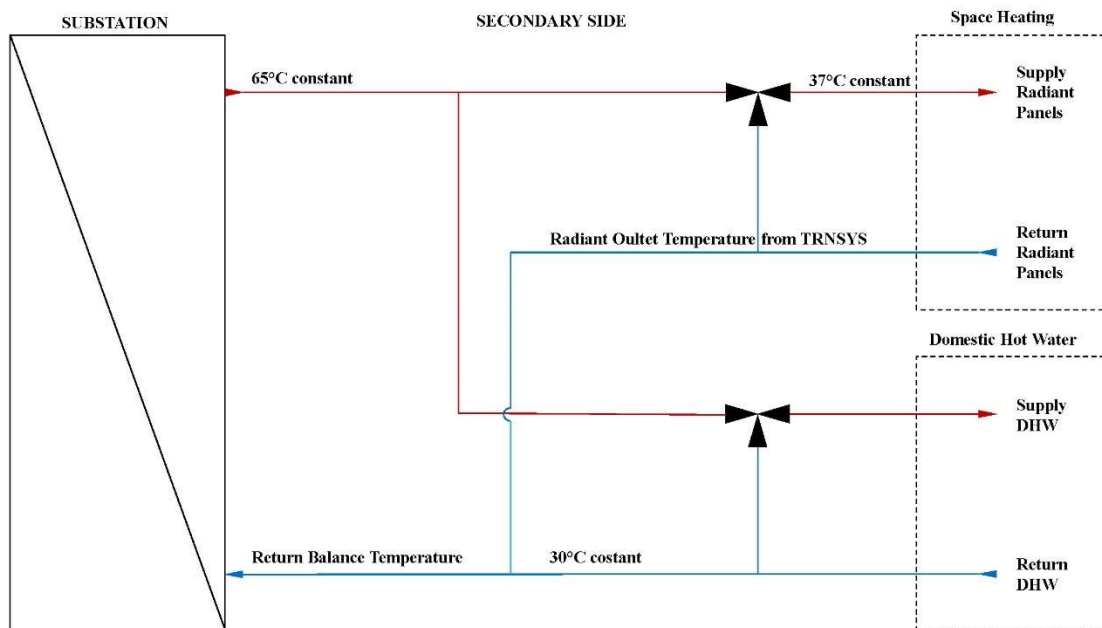 SUBSTATION
SECONDARY SIDE
Space Heating
65°C constant
37°C constant
Supply
Radiant
Panels
Radiant Oultet Temperature from TRNSYS
Return
Radiant
Panels
Domestic Hot Water
Supply
DHW
Return Balance Temperature
30°C costant
Return
DHW